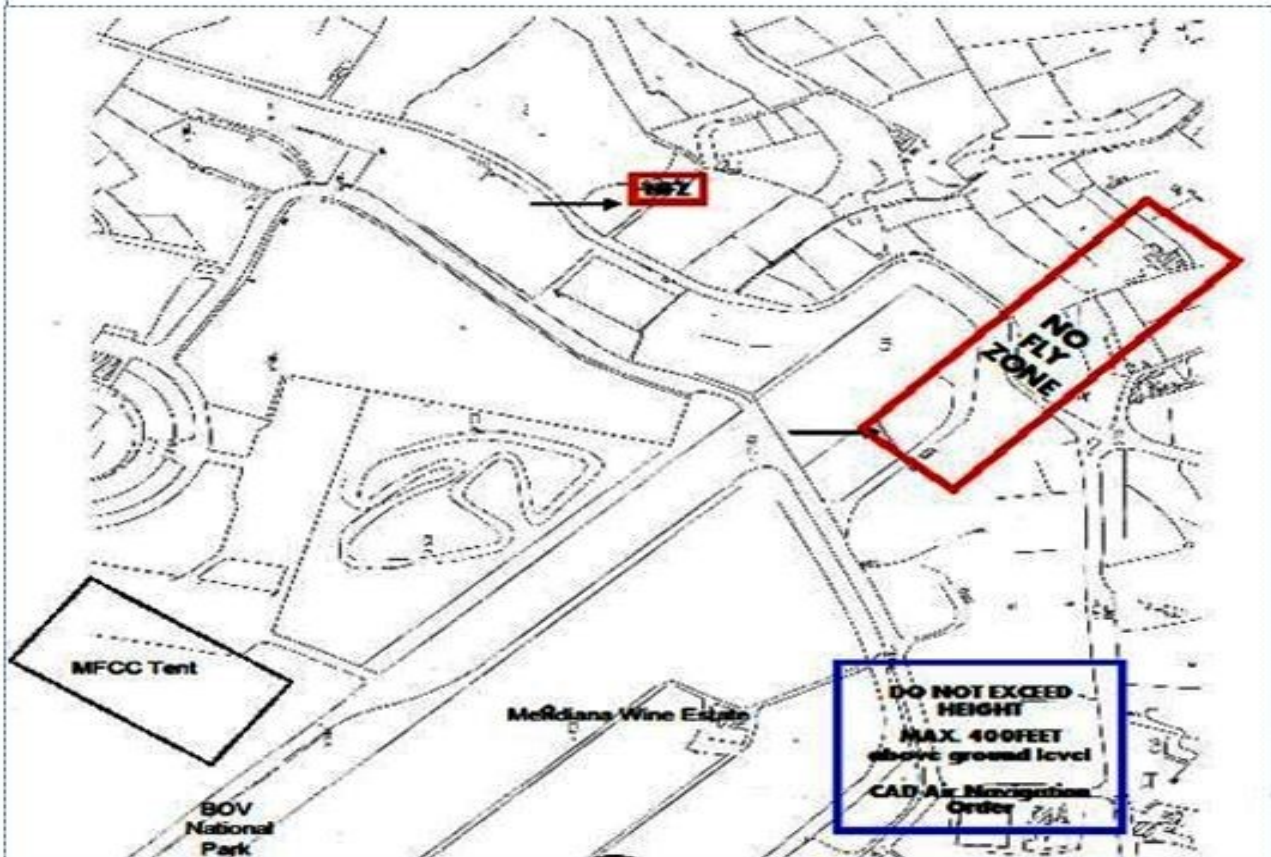 NFZ
NO
FLY
ZONE
MFCC Tent
Meridiana Wine Estate
DO NOT EXCEED
HEIGHT
MAX. 400FEET
above ground level
CAD Air Navigation
Order
BOV
National
Park